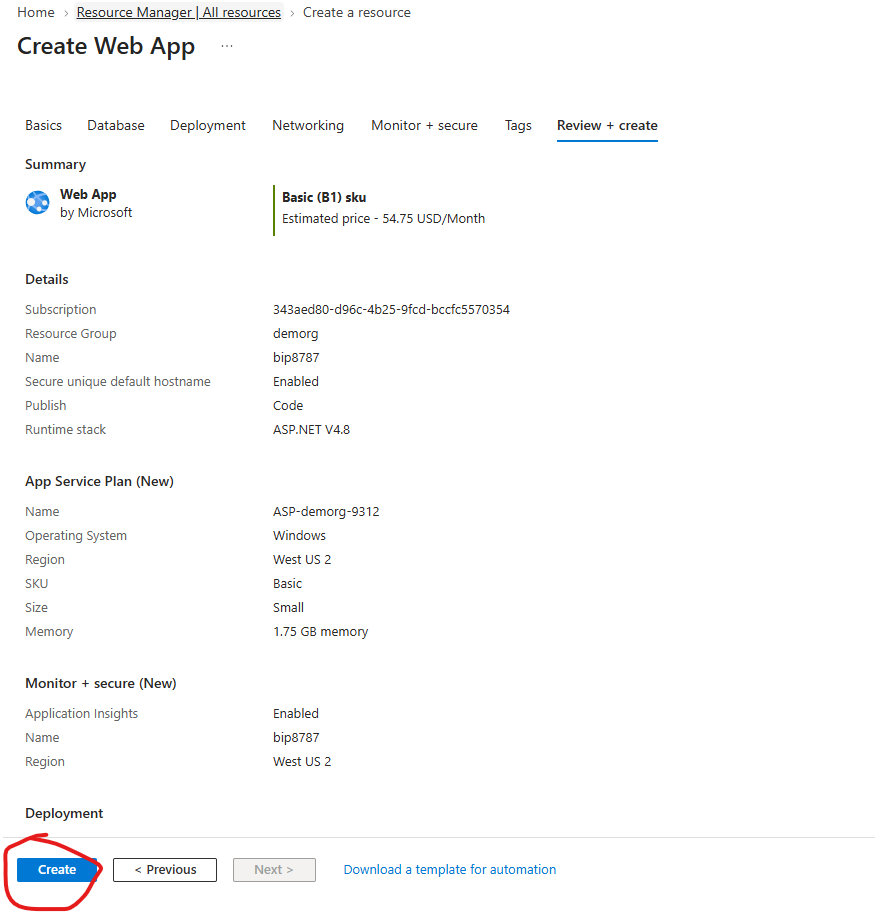 Home > Resource Manager | All resources > Create a resource
Create Web App ...
Basics Database Deployment Networking Monitor + secure Tags Review + create
Summary
Web App
by Microsoft
Basic (B1) sku
Estimated price - 54.75 USD/Month
Details
Subscription 343aed80-d96c-4b25-9fcd-bccfc5570354
Resource Group demorg
Name bip8787
Secure unique default hostname Enabled
Publish Code
Runtime stack ASP.NET V4.8
App Service Plan (New)
Name ASP-demorg-9312
Operating System Windows
Region West US 2
SKU Basic
Size Small
Memory 1.75 GB memory
Monitor + secure (New)
Application Insights Enabled
Name bip8787
Region West US 2
Deployment
Create < Previous Next > Download a template for automation